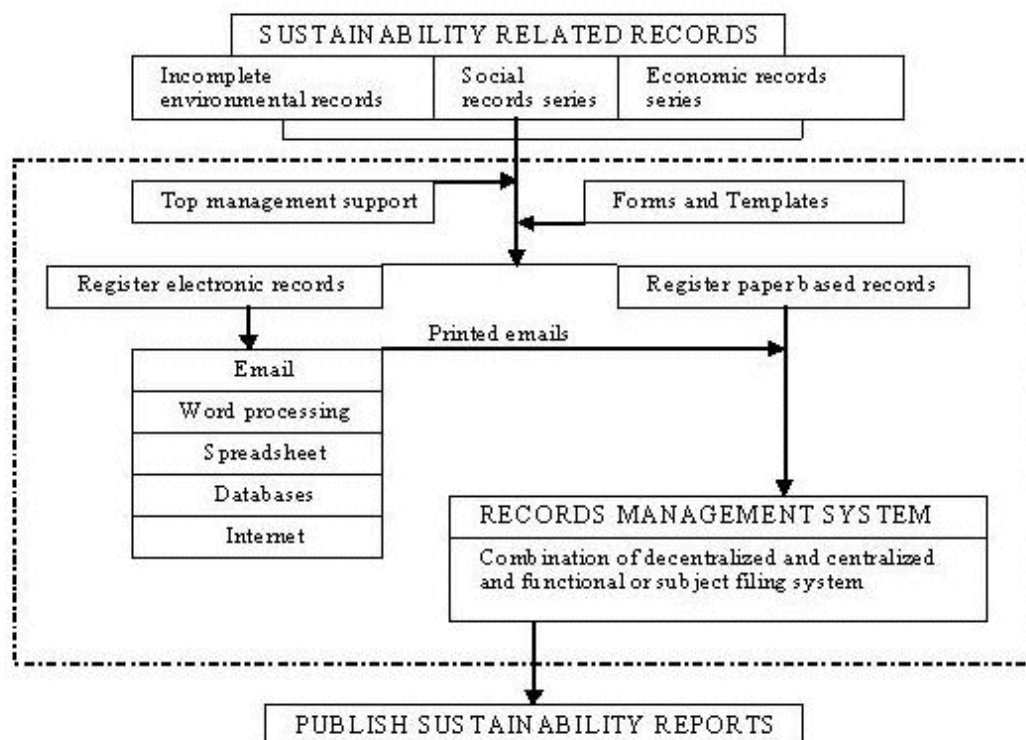 SUSTAINABILITY RELATED RECORDS
Incomplete
environmental records
Social
records series
Economic records
series
Top management support
Forms and Templates
Register electronic records
Register paperbased records
Printed emails
Email
Word processing
Spreadsheet
Databases
Internet
RECORDS MANAGEMENT SYSTEM
Combination of decentralized and centralized
and functional or subject filing system
PUBLISH SUSTAINABILITY REPORTS